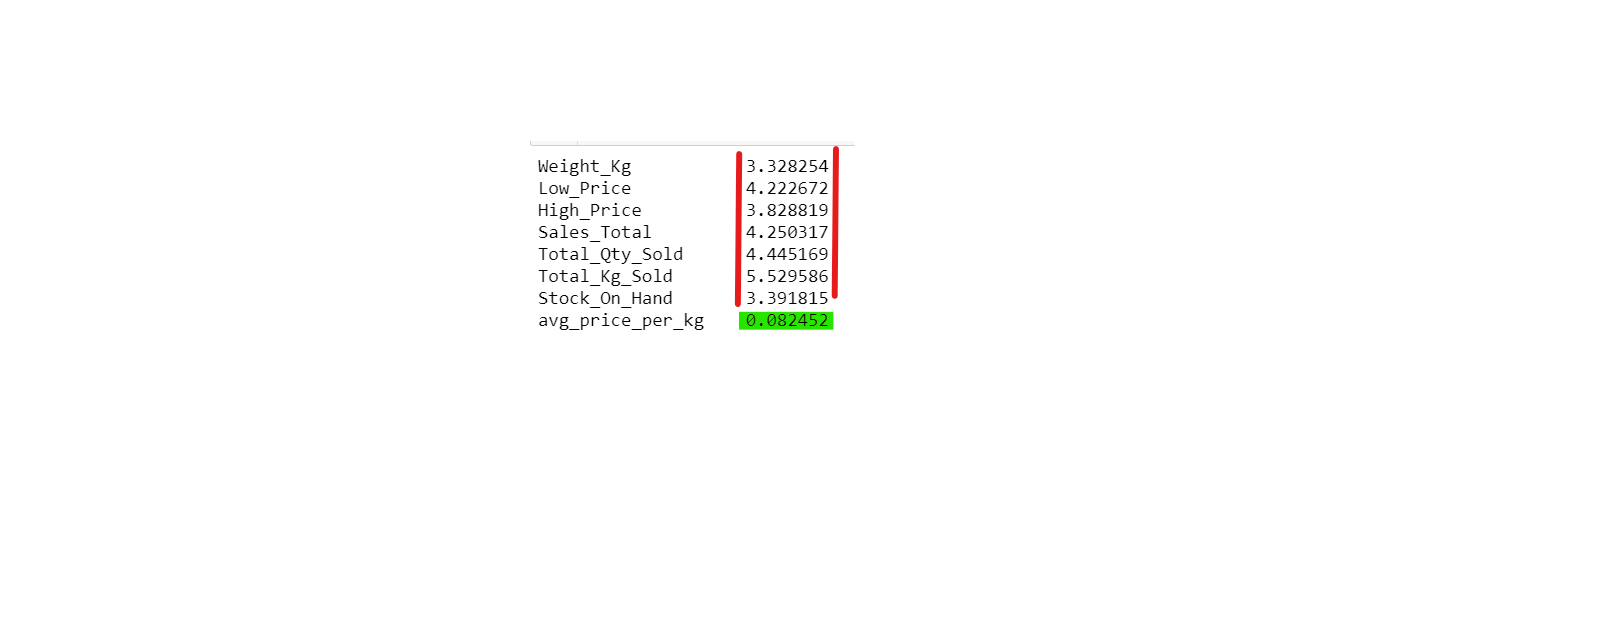 Weight_Kg 3.328254
Low_Price 4.222672
High_Price 3.828819
Sales_Total 4.250317
Total_Qty_Sold 4.445169
Total_Kg_Sold 5.529586
Stock_On_Hand 3.391815
avg_price_per_kg 0.082452